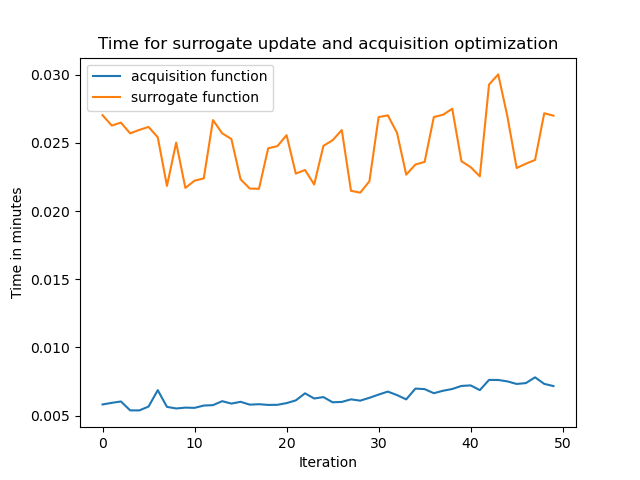 Time for surrogate update and acquisition optimization
acquisition function
surrogate function
Time in minutes
0.030
0.025
0.020
0.015
0.010
0.005
0 10 20 30 40 50
Iteration